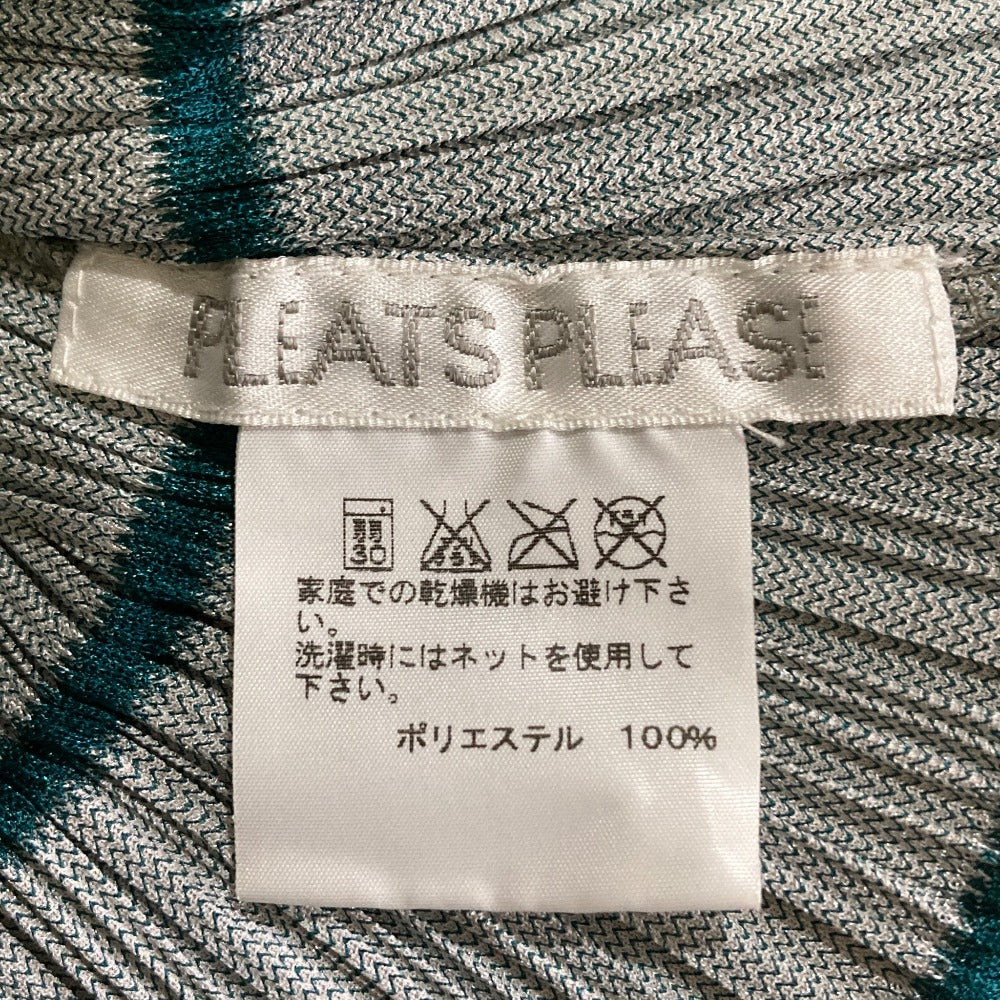 PLEATS PLEASE
弱
30
家庭での乾燥機はお避け下さ
い。
洗濯時にはネットを使用して
下さい。
ポリエステル 100%